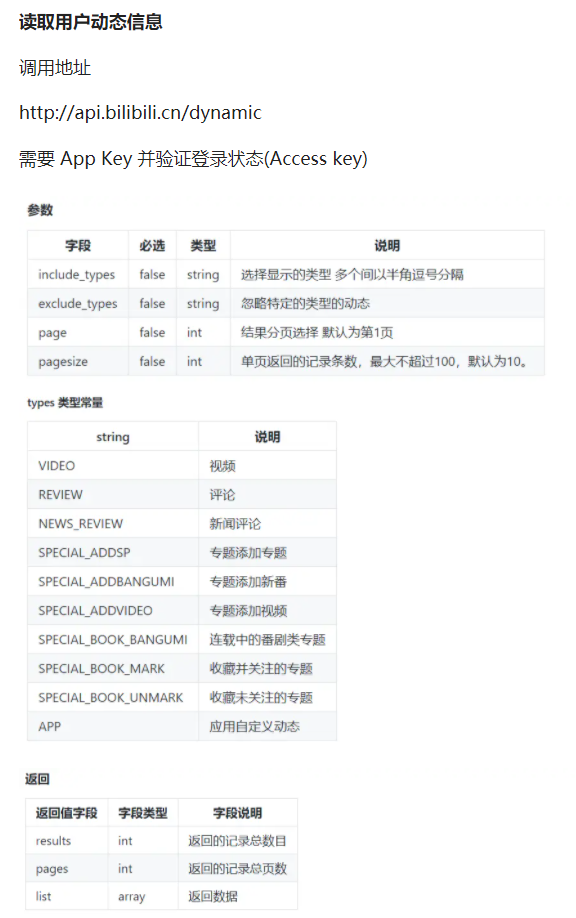 读取用户动态信息
调用地址
http://api.bilibili.cn/dynamic
需要 App Key 并验证登录状态(Access key)
参数
字段 必选 类型 说明
include_types false string 选择显示的类型 多个间以半角逗号分隔
exclude_types false string 忽略特定的类型的动态
page false int 结果分页选择 默认为第1页
pagesize false int 单页返回的记录条数，最大不超过100，默认为10。
types 类型常量
string 说明
VIDEO 视频
REVIEW 评论
NEWS_REVIEW 新闻评论
SPECIAL_ADDSP 专题添加专题
SPECIAL_ADDBANGUMI 专题添加新番
SPECIAL_ADDVIDEO 专题添加视频
SPECIAL_BOOK_BANGUMI 连载中的番剧类专题
SPECIAL_BOOK_MARK 收藏并关注的专题
SPECIAL_BOOK_UNMARK 收藏未关注的专题
APP 应用自定义动态
返回
返回值字段 字段类型 字段说明
results int 返回的记录总数目
pages int 返回的记录总页数
list array 返回数据